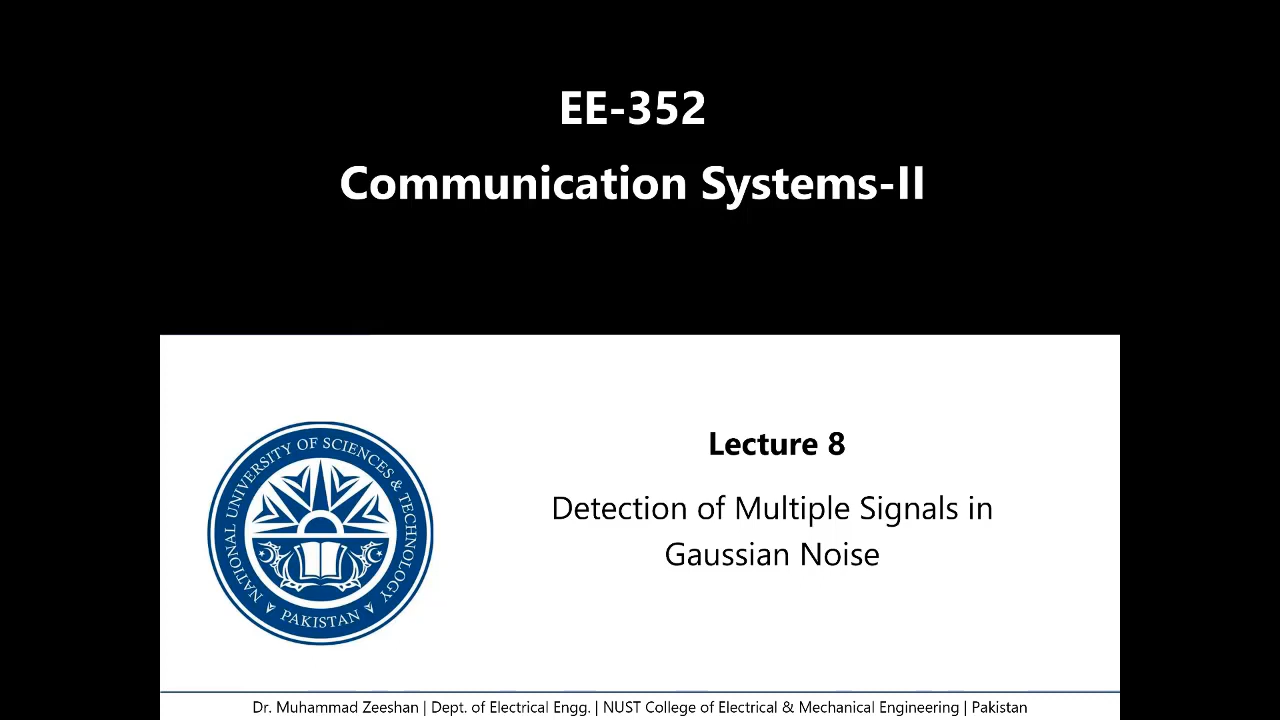 EE-352
Communication Systems-II
NATIONAL UNIVERSITY OF SCIENCES & TECHNOLOGY
PAKISTAN
Lecture 8
Detection of Multiple Signals in
Gaussian Noise
Dr. Muhammad Zeeshan | Dept. of Electrical Engg. | NUST College of Electrical & Mechanical Engineering | Pakistan